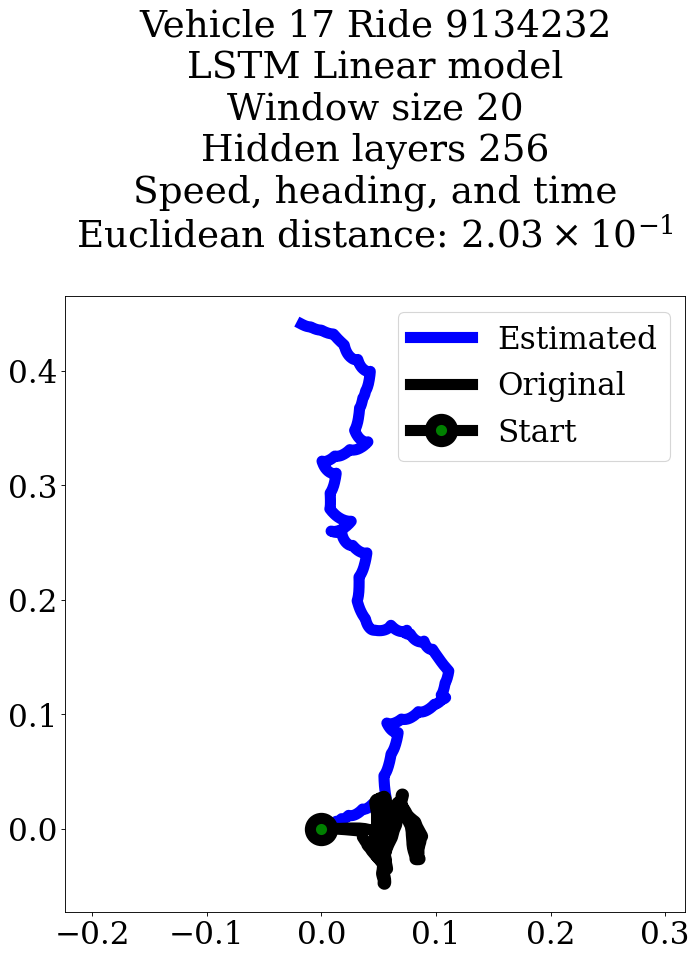 Vehicle 17 Ride 9134232
LSTM Linear model
Window size 20
Hidden layers 256
Speed, heading, and time
Euclidean distance: 2.03 × 10⁻¹
Estimated
Original
Start
0.4
0.3
0.2
0.1
0.0
−0.2 −0.1 0.0 0.1 0.2 0.3